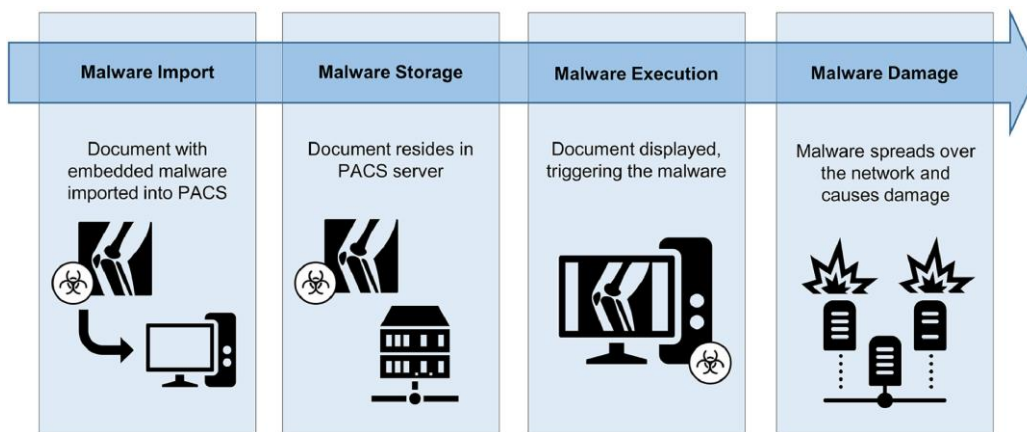 Malware Import
Malware Storage
Malware Execution
Malware Damage
Document with
embedded malware
imported into PACS
Document resides in
PACS server
Document displayed,
triggering the malware
Malware spreads over
the network and
causes damage